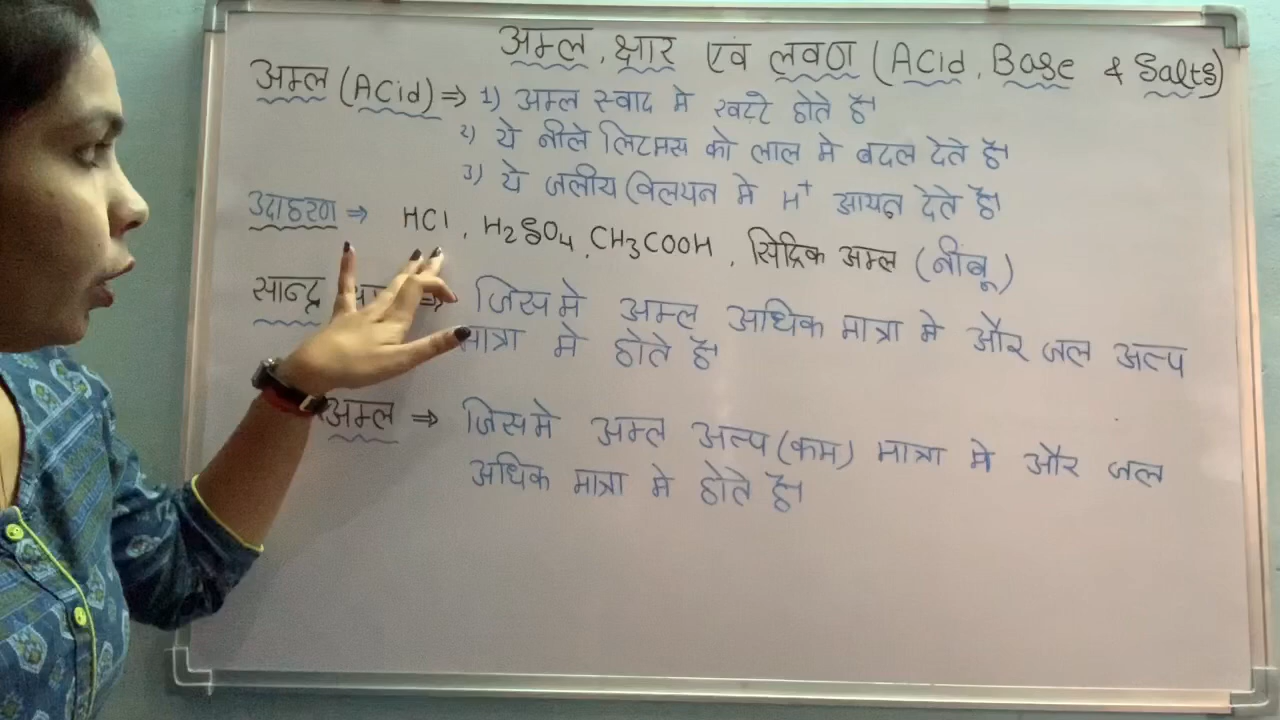 अम्ल, क्षार एवं लवण (Acid, Base & Salts)
अम्ल (Acid) ⇒ 1) अम्ल स्वाद मे खट्टे होते हैं।
2) ये नीले लिटमस को लाल मे बदल देते हैं।
3) ये जलीय विलयन मे H⁺ आयन देते हैं।
उदाहरण ⇒ HCl, H₂SO₄, CH₃COOH, सिट्रिक अम्ल (नींबू)
सान्द्र ⇒ जिसमे अम्ल अधिक मात्रा मे और जल अल्प
मात्रा मे होते हैं।
अम्ल ⇒ जिसमे अम्ल अल्प (कम) मात्रा मे और जल
अधिक मात्रा मे होते हैं।